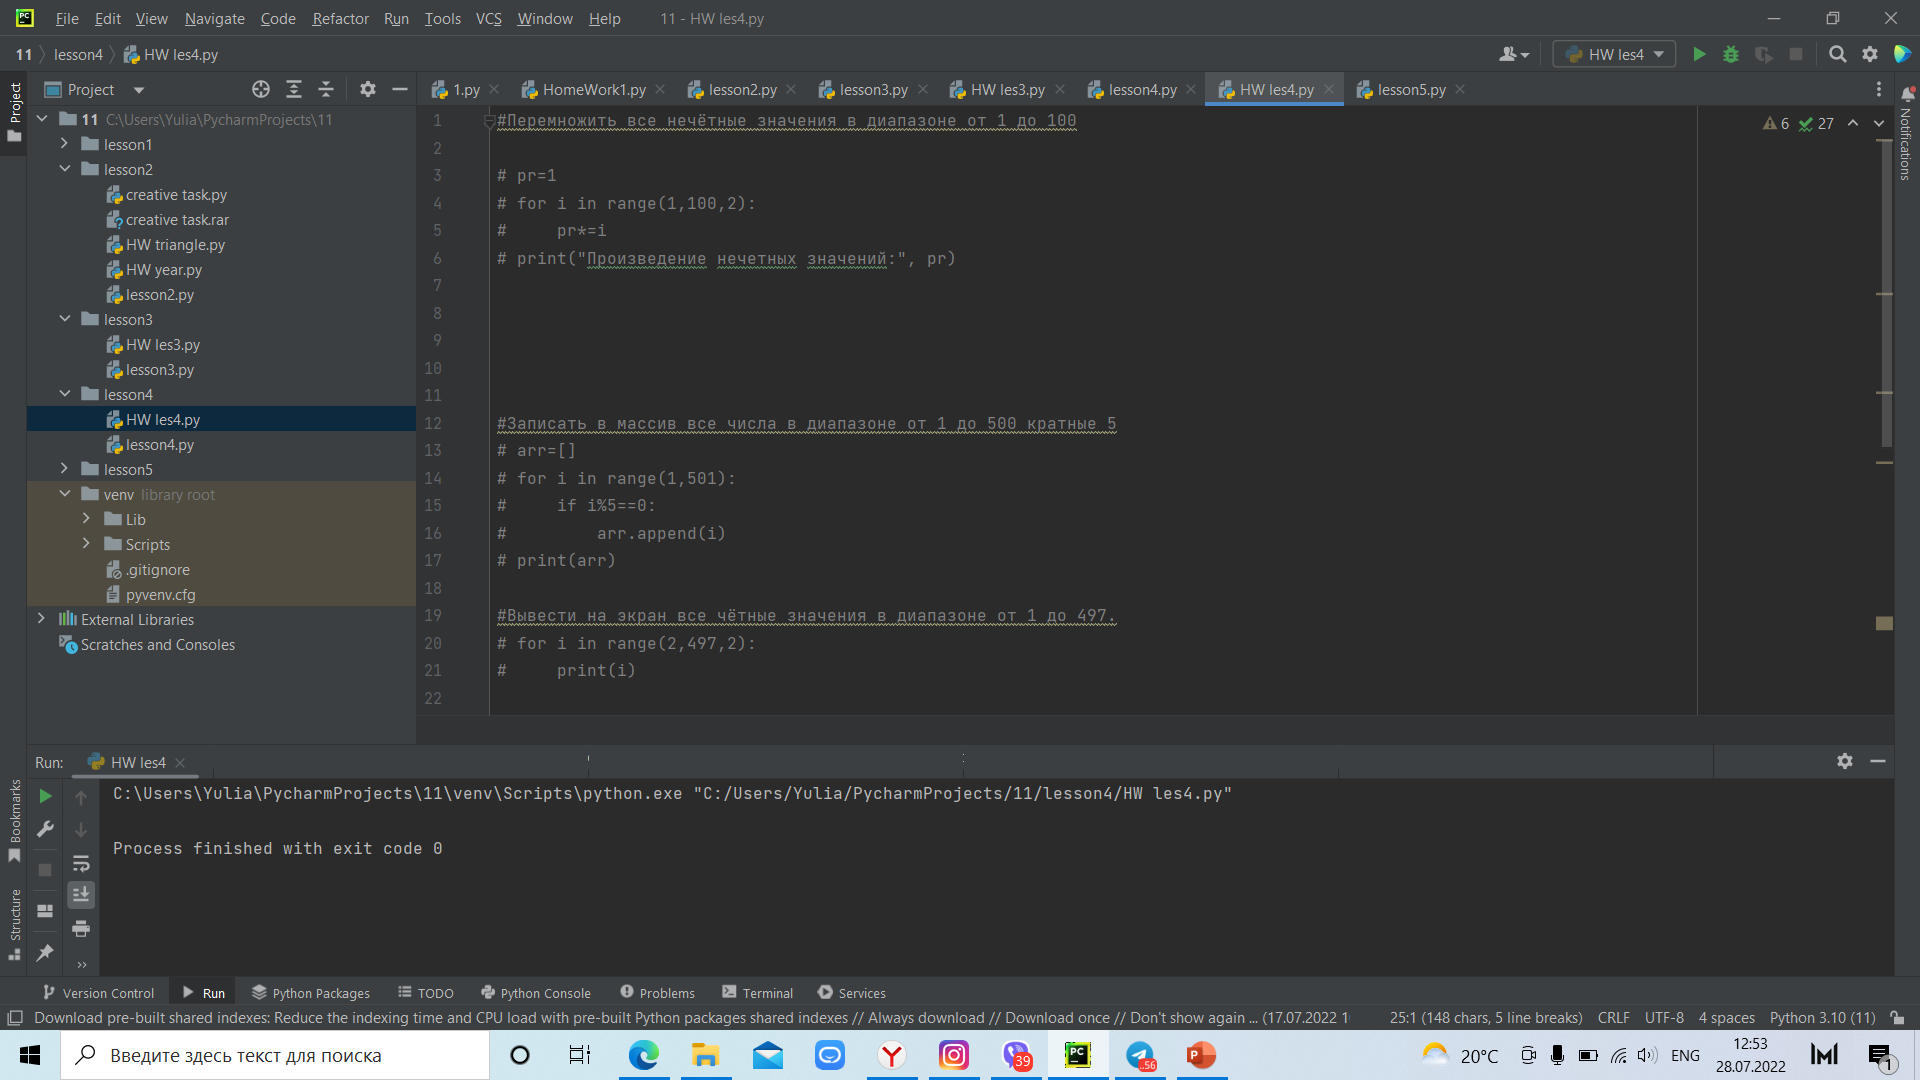 File Edit View Navigate Code Refactor Run Tools VCS Window Help 11 - HW les4.py
11 lesson4 HW les4.py HW les4
Project 1.py HomeWork1.py lesson2.py lesson3.py HW les3.py lesson4.py HW les4.py lesson5.py
Project
Notifications
11 C:\Users\Yulia\PycharmProjects\11
lesson1
lesson2
creative task.py
creative task.rar
HW triangle.py
HW year.py
lesson2.py
lesson3
HW les3.py
lesson3.py
lesson4
HW les4.py
lesson4.py
lesson5
venv library root
Lib
Scripts
.gitignore
pyvenv.cfg
External Libraries
Scratches and Consoles
6 27
1 #Перемножить все нечётные значения в диапазоне от 1 до 100
2
3 # pr=1
4 # for i in range(1,100,2):
5 #     pr*=i
6 # print("Произведение нечетных значений:", pr)
7
8
9
10
11
12 #Записать в массив все числа в диапазоне от 1 до 500 кратные 5
13 # arr=[]
14 # for i in range(1,501):
15 #     if i%5==0:
16 #         arr.append(i)
17 # print(arr)
18
19 #Вывести на экран все чётные значения в диапазоне от 1 до 497.
20 # for i in range(2,497,2):
21 #     print(i)
22
Run: HW les4
C:\Users\Yulia\PycharmProjects\11\venv\Scripts\python.exe "C:/Users/Yulia/PycharmProjects/11/lesson4/HW les4.py"
Process finished with exit code 0
Bookmarks
Structure
Version Control Run Python Packages TODO Python Console Problems Terminal Services
Download pre-built shared indexes: Reduce the indexing time and CPU load with pre-built Python packages shared indexes // Always download // Download once // Don't show again ... (17.07.2022 1 25:1 (148 chars, 5 line breaks) CRLF UTF-8 4 spaces Python 3.10 (11)
Введите здесь текст для поиска
39
PC
..56
P
20°C ENG 12:53
28.07.2022
1